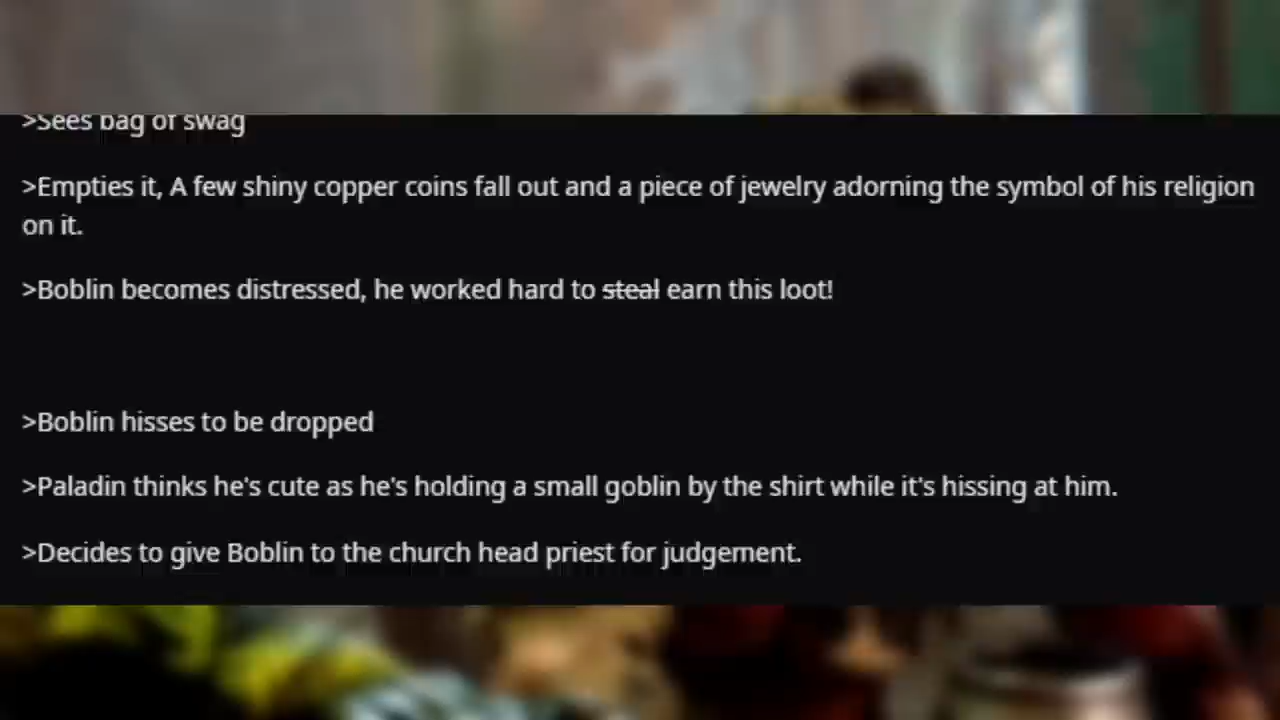 >Sees bag of swag
>Empties it, A few shiny copper coins fall out and a piece of jewelry adorning the symbol of his religion
on it.
>Boblin becomes distressed, he worked hard to steal earn this loot!
>Boblin hisses to be dropped
>Paladin thinks he's cute as he's holding a small goblin by the shirt while it's hissing at him.
>Decides to give Boblin to the church head priest for judgement.